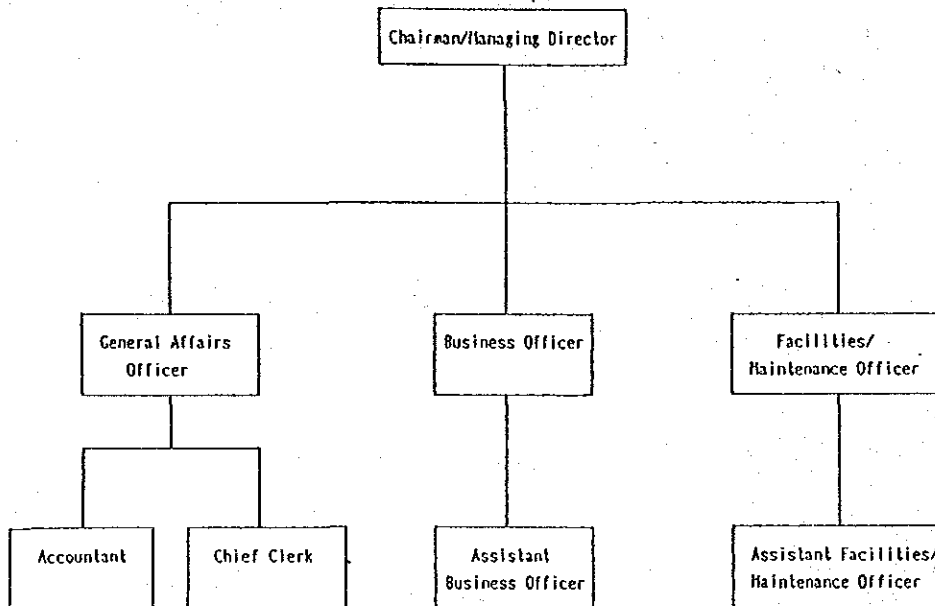 Chairman/Managing Director
General Affairs
Officer
Business Officer
Facilities/
Maintenance Officer
Accountant
Chief Clerk
Assistant
Business Officer
Assistant Facilities/
Maintenance Officer